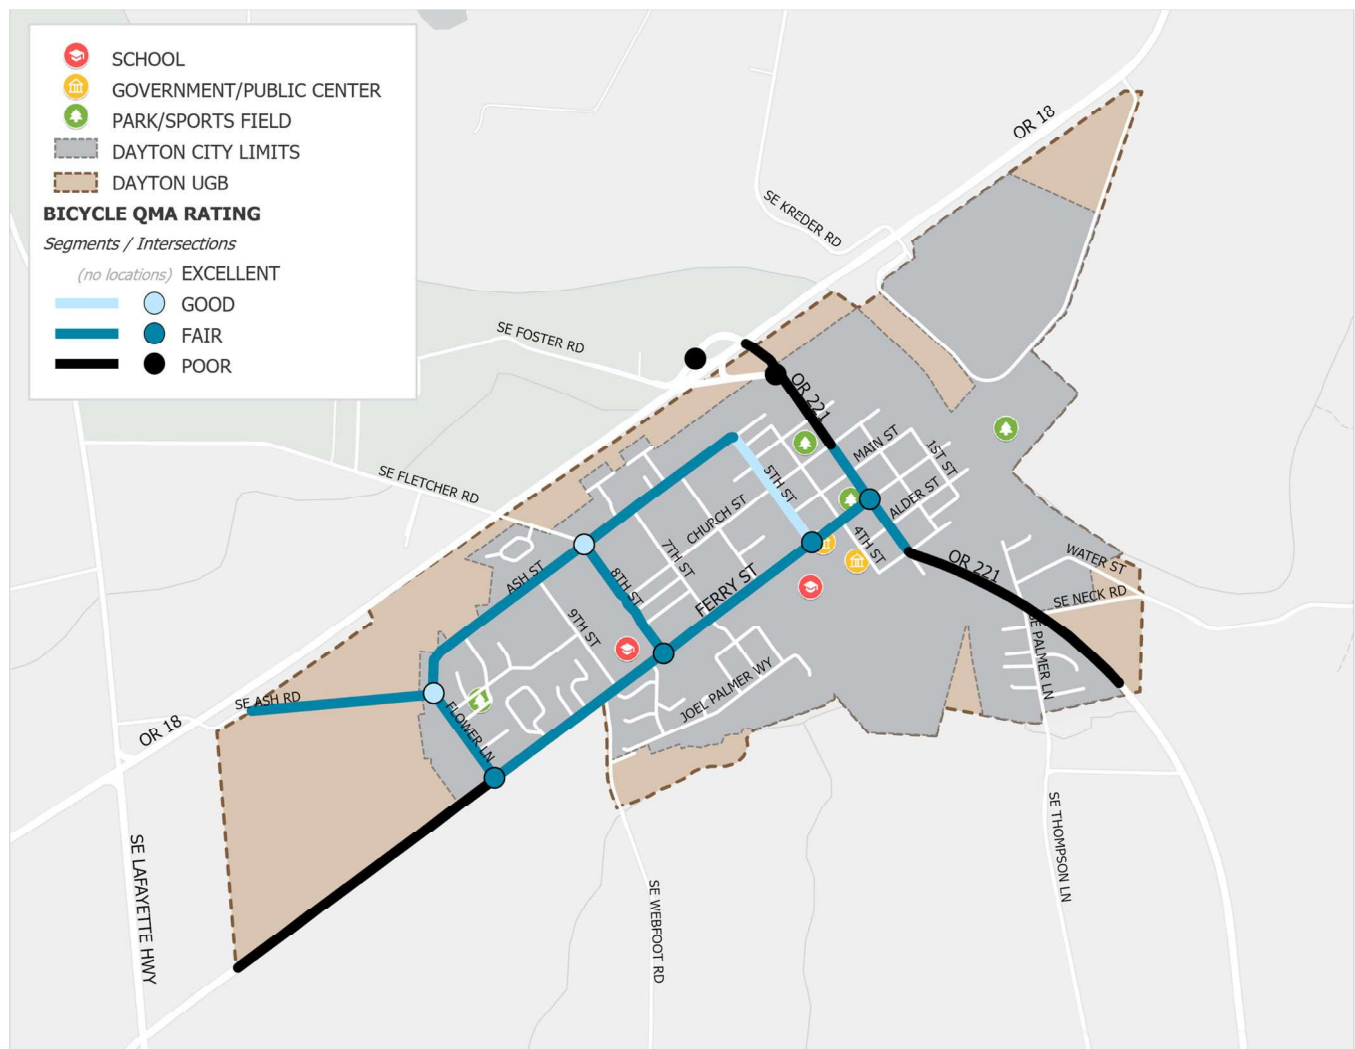 SCHOOL
GOVERNMENT/PUBLIC CENTER
PARK/SPORTS FIELD
DAYTON CITY LIMITS
DAYTON UGB
BICYCLE QMA RATING
Segments / Intersections
(no locations) EXCELLENT
GOOD
FAIR
POOR
OR 18
SE KREDER RD
SE FOSTER RD
OR 221
MAIN ST
1ST ST
SE FLETCHER RD
5TH ST
ALDER ST
CHURCH ST
4TH ST
7TH ST
OR 221
WATER ST
ASH ST
8TH ST
FERRY ST
SE NECK RD
9TH ST
SE PALMER LN
JOEL PALMER WY
SE ASH RD
FLOWER LN
OR 18
SE THOMPSON LN
SE LAFAYETTE HWY
SE WEBFOOT RD